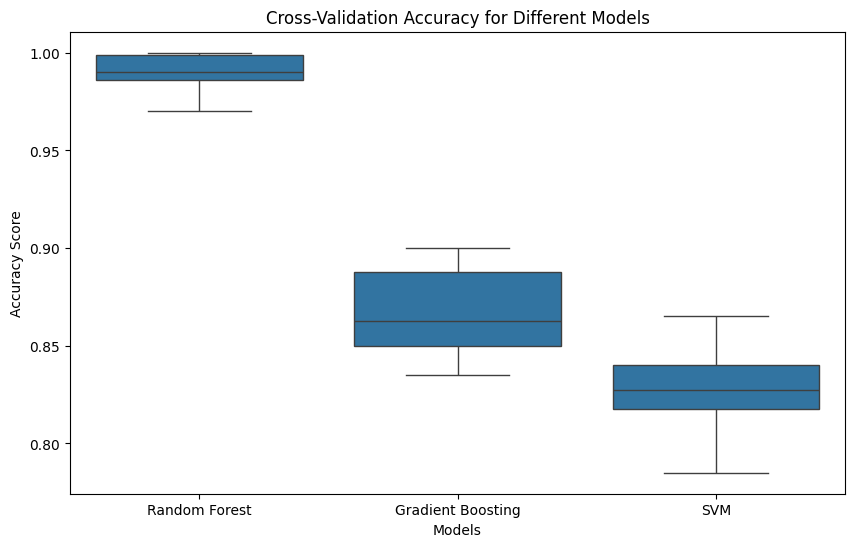 Cross-Validation Accuracy for Different Models
1.00
0.95
0.90
0.85
0.80
Accuracy Score
Random Forest
Gradient Boosting
SVM
Models